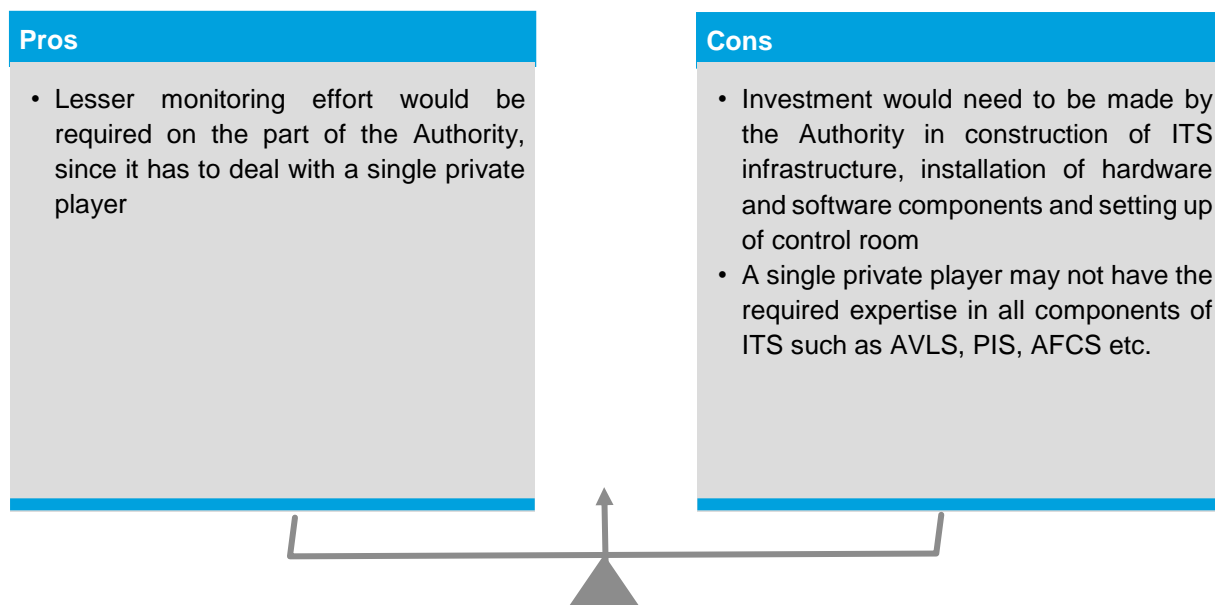 Pros
• Lesser monitoring effort would be
required on the part of the Authority,
since it has to deal with a single private
player
Cons
• Investment would need to be made by
the Authority in construction of ITS
infrastructure, installation of hardware
and software components and setting up
of control room
• A single private player may not have the
required expertise in all components of
ITS such as AVLS, PIS, AFCS etc.